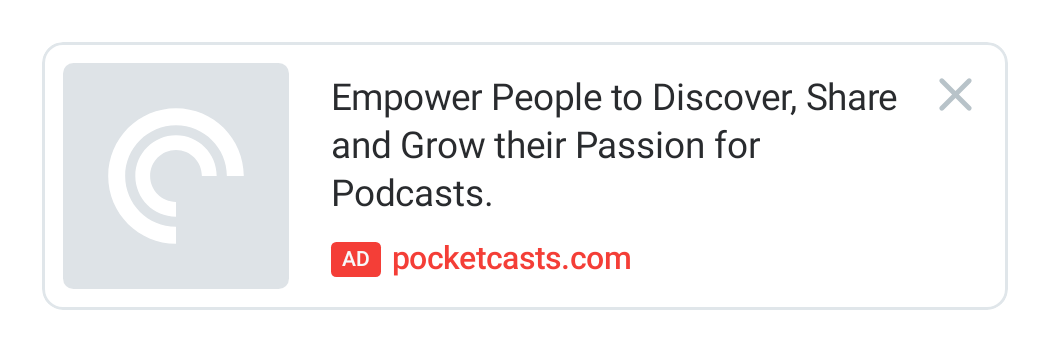 Empower People to Discover, Share
and Grow their Passion for
Podcasts.
AD pocketcasts.com